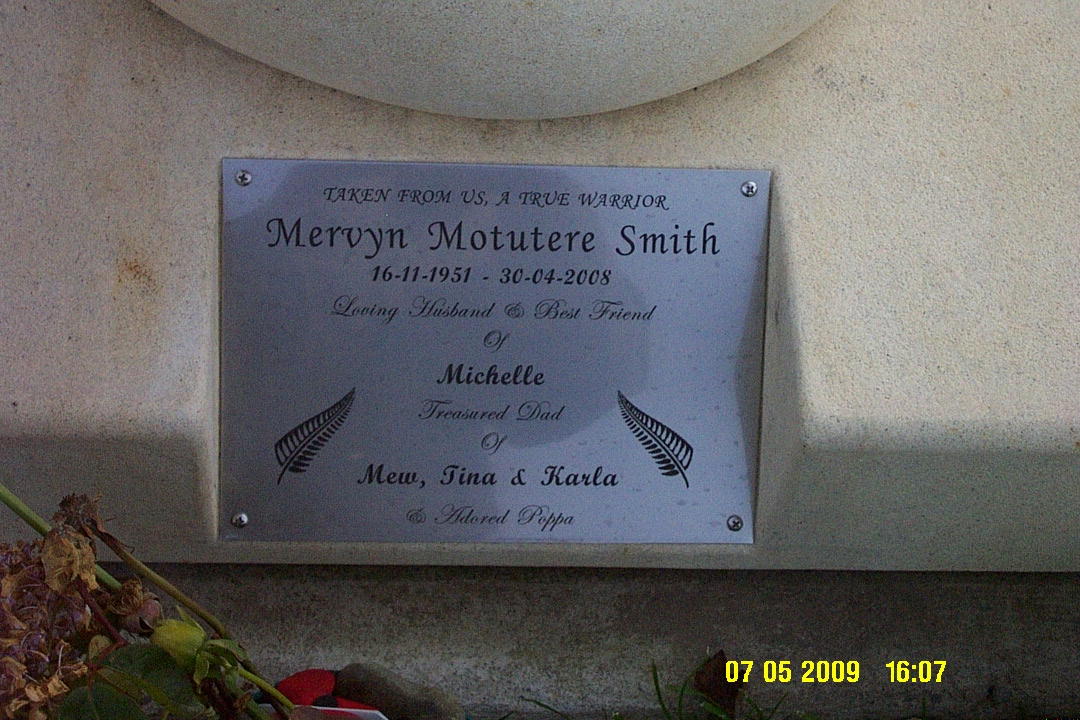 TAKEN FROM US, A TRUE WARRIOR
Mervyn Motutere Smith
16-11-1951 - 30-04-2008
Loving Husband & Best Friend
Of
Michelle
Treasured Dad
Of
Mew, Tina & Karla
& Adored Poppa
07 05 2009 16:07